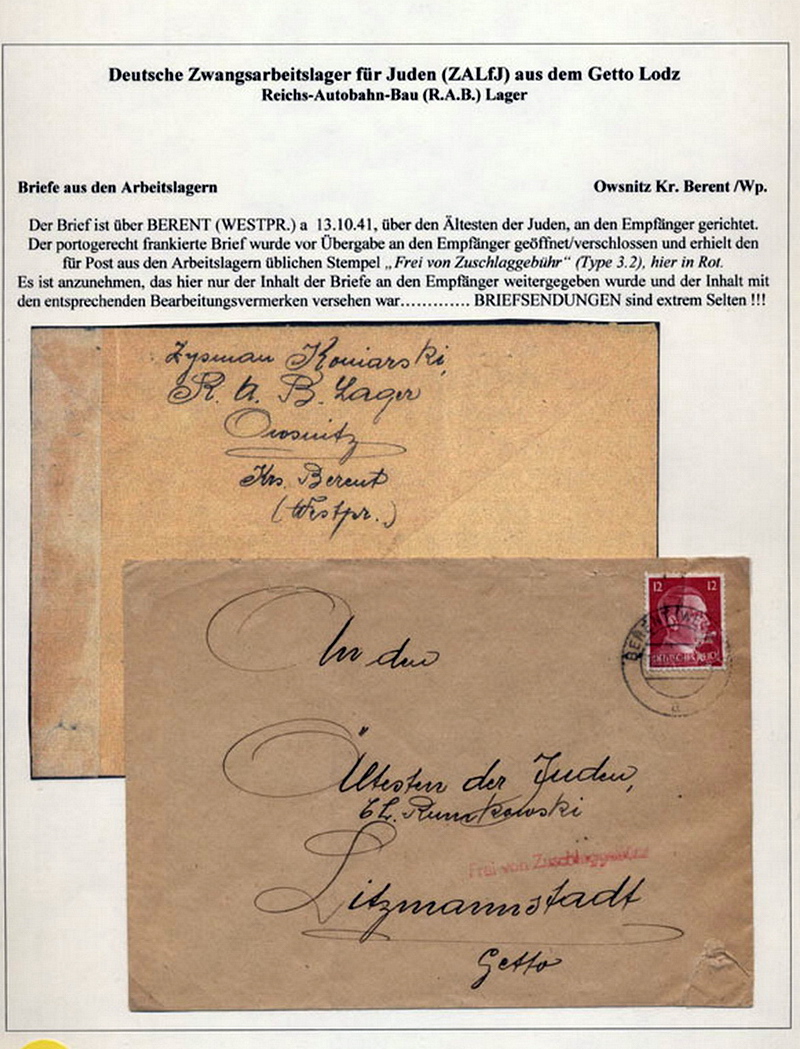 Deutsche Zwangsarbeitslager für Juden (ZALfJ) aus dem Getto Lodz
Reichs-Autobahn-Bau (R.A.B.) Lager
Briefe aus den Arbeitslagern
Owsnitz Kr. Berent /Wp.
Der Brief ist über BERENT (WESTPR.) a 13.10.41, über den Ältesten der Juden, an den Empfänger gerichtet.
Der portogerecht frankierte Brief wurde vor Übergabe an den Empfänger geöffnet/verschlossen und erhielt den
für Post aus den Arbeitslagern üblichen Stempel „Frei von Zuschlaggebühr“ (Type 3.2), hier in Rot.
Es ist anzunehmen, das hier nur der Inhalt der Briefe an den Empfänger weitergegeben wurde und der Inhalt mit
den entsprechenden Bearbeitungsvermerken versehen war............. BRIEFSENDUNGEN sind extrem Selten !!!
Zysman Koniarski,
R. A. B. Lager
Owsnitz
Krs. Berent
(Westpr.)
12 12
DEUTSCHES REICH
BERENT
a
An den
Ältesten der Juden,
Ch. Rumkowski
Frei von Zuschlaggebühr
Litzmannstadt
Getto